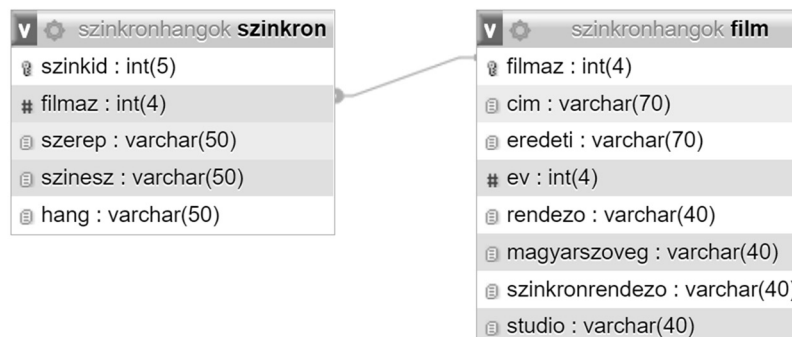 v szinkronhangok szinkron
szinkid : int(5)
# filmaz : int(4)
szerep : varchar(50)
szinesz : varchar(50)
hang : varchar(50)
v szinkronhangok film
filmaz : int(4)
cim : varchar(70)
eredeti : varchar(70)
# ev : int(4)
rendezo : varchar(40)
magyarszoveg : varchar(40)
szinkronrendezo : varchar(40)
studio : varchar(40)